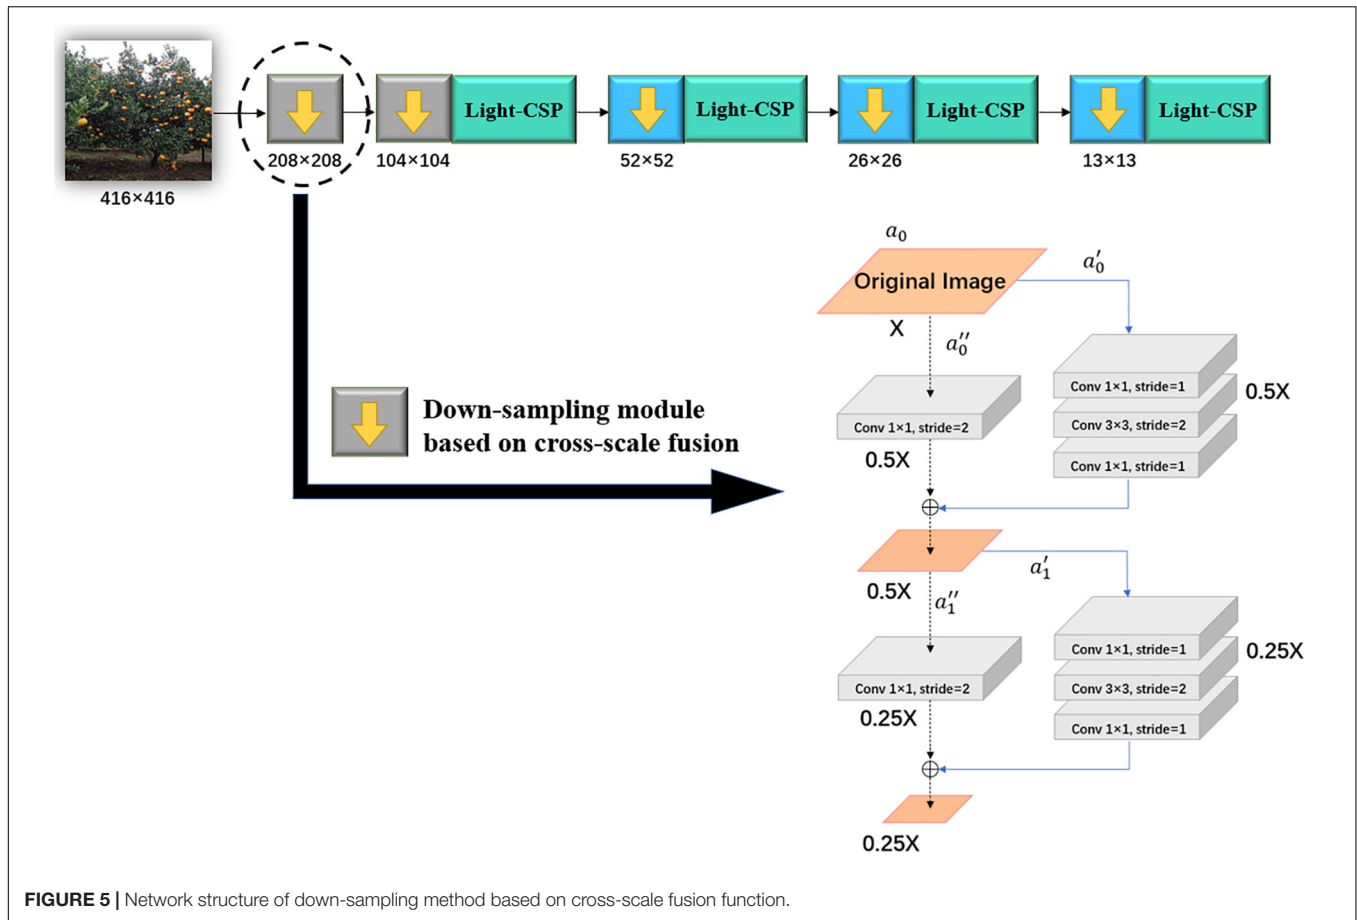 Light-CSP
Light-CSP
Light-CSP
Light-CSP
208×208
104×104
52×52
26×26
13×13
416×416
a₀
Original Image
a₀′
X
a₀″
Conv 1×1, stride=1
0.5X
Conv 3×3, stride=2
Conv 1×1, stride=1
Conv 1×1, stride=2
0.5X
Down-sampling module
based on cross-scale fusion
0.5X
a₁′
a₁″
Conv 1×1, stride=1
0.25X
Conv 3×3, stride=2
Conv 1×1, stride=1
Conv 1×1, stride=2
0.25X
0.25X
FIGURE 5 | Network structure of down-sampling method based on cross-scale fusion function.